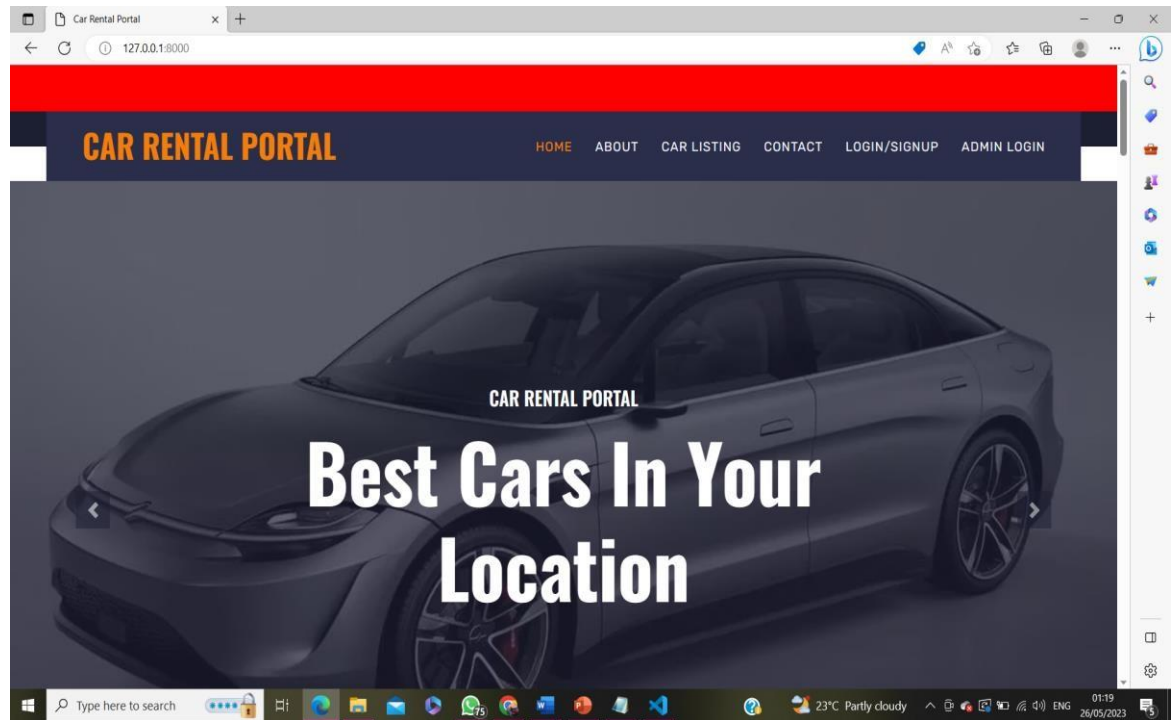 Car Rental Portal
127.0.0.1:8000
CAR RENTAL PORTAL
HOME ABOUT CAR LISTING CONTACT LOGIN/SIGNUP ADMIN LOGIN
CAR RENTAL PORTAL
Best Cars In Your
Location
Type here to search
75
23°C Partly cloudy
ENG
01:19
26/05/2023
5